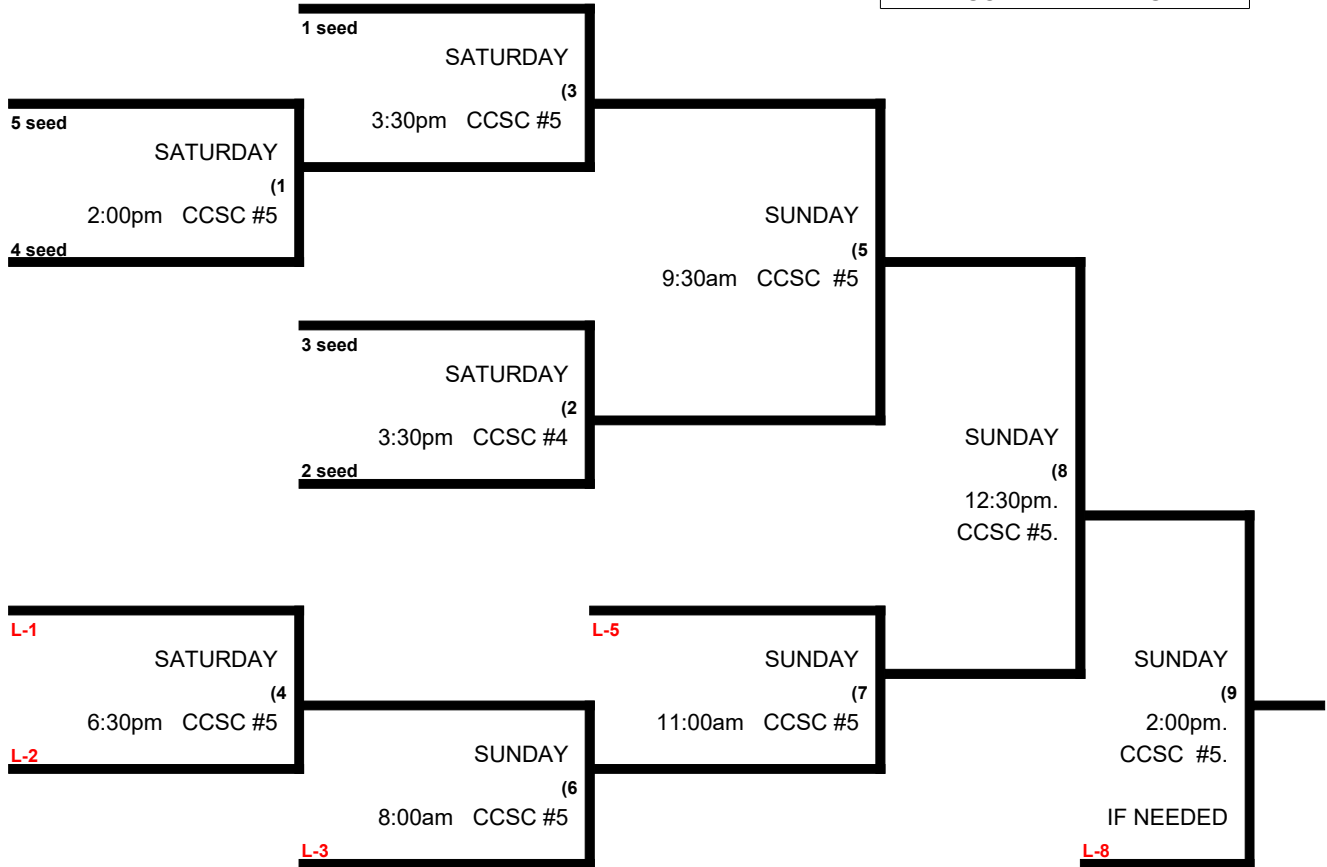 1 seed
SATURDAY
(3
3:30pm CCSC #5
5 seed
SATURDAY
(1
2:00pm CCSC #5
4 seed
SUNDAY
(5
9:30am CCSC #5
3 seed
SATURDAY
(2
3:30pm CCSC #4
2 seed
SUNDAY
(8
12:30pm.
CCSC #5.
L-1
SATURDAY
(4
6:30pm CCSC #5
L-2
L-5
SUNDAY
(7
11:00am CCSC #5
SUNDAY
(6
8:00am CCSC #5
L-3
SUNDAY
(9
2:00pm.
CCSC #5.
IF NEEDED
L-8